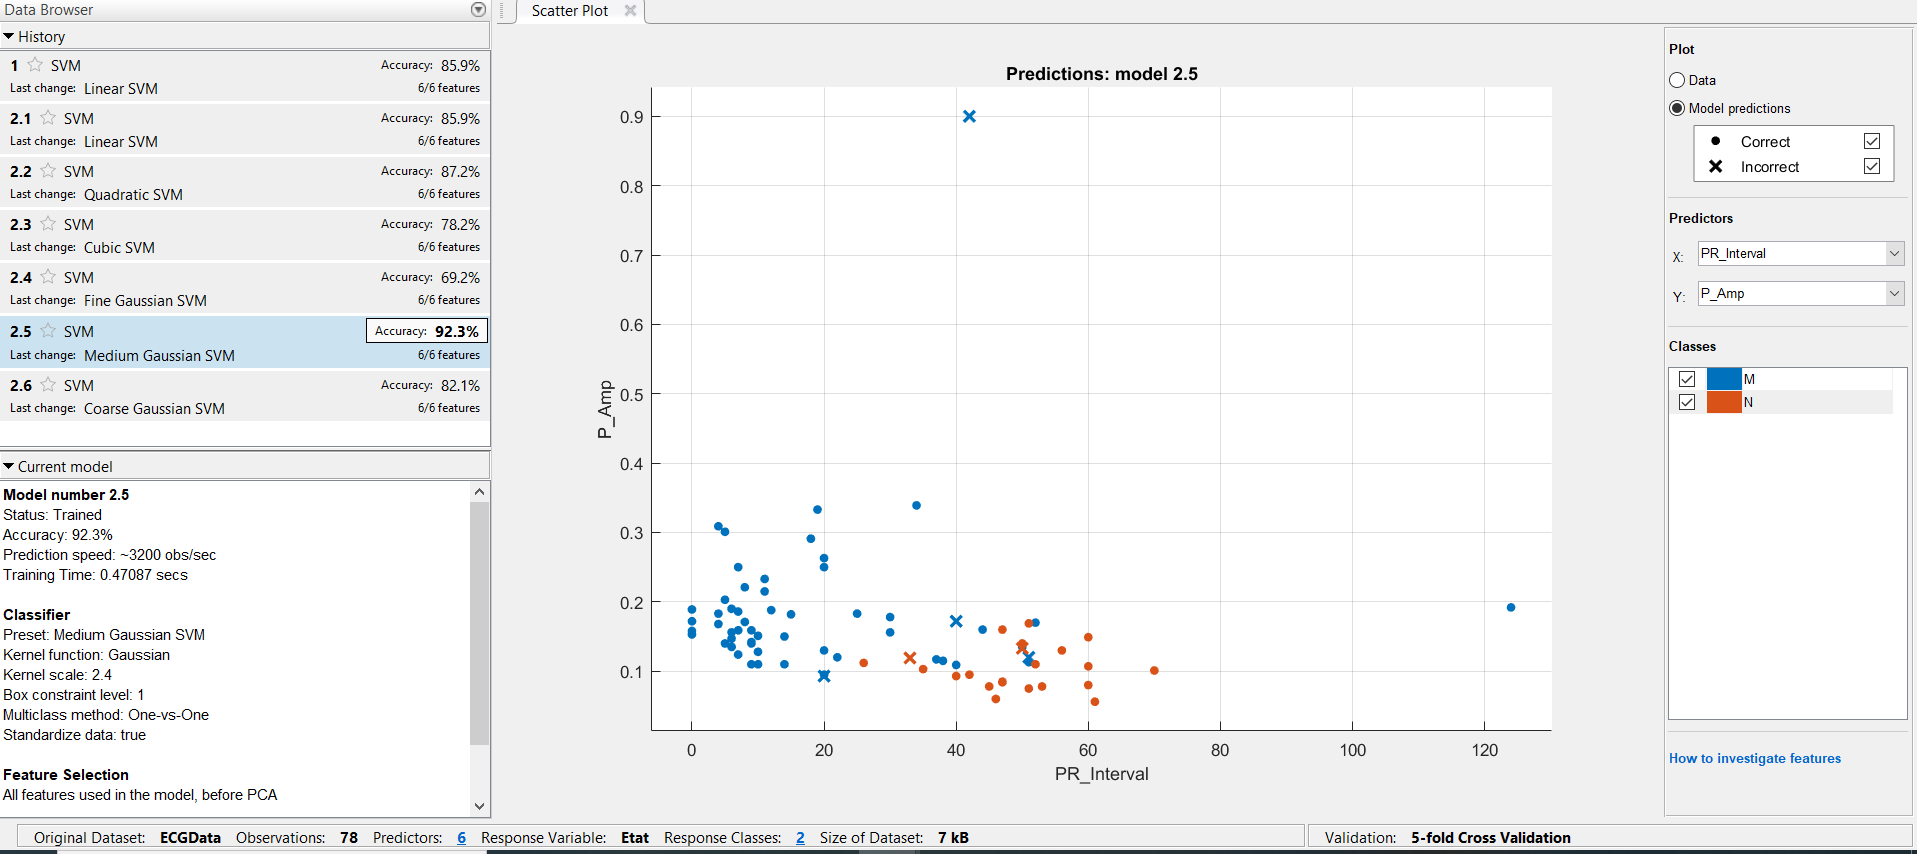 Data Browser
History
1 SVM Accuracy: 85.9%
Last change: Linear SVM 6/6 features
2.1 SVM Accuracy: 85.9%
Last change: Linear SVM 6/6 features
2.2 SVM Accuracy: 87.2%
Last change: Quadratic SVM 6/6 features
2.3 SVM Accuracy: 78.2%
Last change: Cubic SVM 6/6 features
2.4 SVM Accuracy: 69.2%
Last change: Fine Gaussian SVM 6/6 features
2.5 SVM Accuracy: 92.3%
Last change: Medium Gaussian SVM 6/6 features
2.6 SVM Accuracy: 82.1%
Last change: Coarse Gaussian SVM 6/6 features
Current model
Model number 2.5
Status: Trained
Accuracy: 92.3%
Prediction speed: ~3200 obs/sec
Training Time: 0.47087 secs
Classifier
Preset: Medium Gaussian SVM
Kernel function: Gaussian
Kernel scale: 2.4
Box constraint level: 1
Multiclass method: One-vs-One
Standardize data: true
Feature Selection
All features used in the model, before PCA
Scatter Plot
Predictions: model 2.5
0.9
0.8
0.7
0.6
0.5
0.4
0.3
0.2
0.1
P_Amp
0 20 40 60 80 100 120
PR_Interval
Plot
Data
Model predictions
Correct
Incorrect
Predictors
X: PR_Interval
Y: P_Amp
Classes
M
N
How to investigate features
Original Dataset: ECGData Observations: 78 Predictors: 6 Response Variable: Etat Response Classes: 2 Size of Dataset: 7 kB
Validation: 5-fold Cross Validation